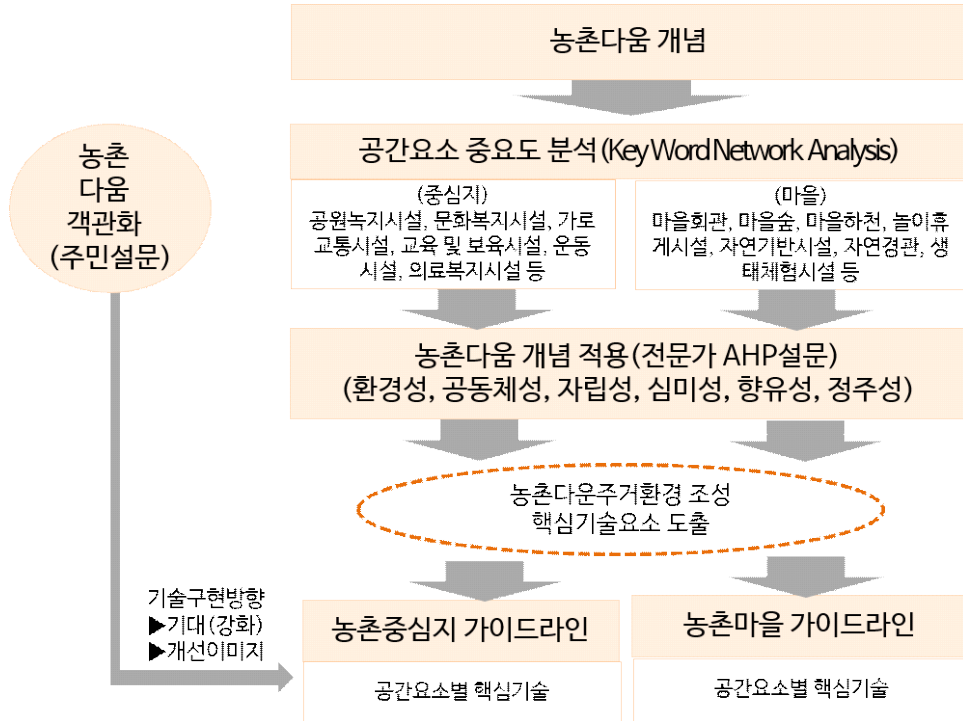 농촌다움 개념
농촌
다움
객관화
(주민설문)
공간요소 중요도 분석(Key Word Network Analysis)
(중심지)
공원녹지시설, 문화복지시설, 가로
교통시설, 교육 및 보육시설, 운동
시설, 의료복지시설 등
(마을)
마을회관, 마을숲, 마을하천, 놀이휴
게시설, 자연기반시설, 자연경관, 생
태체험시설 등
농촌다움 개념 적용(전문가 AHP설문)
(환경성, 공동체성, 자립성, 심미성, 향유성, 정주성)
농촌다운주거환경 조성
핵심기술요소 도출
기술구현방향
▶기대(강화)
▶개선이미지
농촌중심지 가이드라인
공간요소별 핵심기술
농촌마을 가이드라인
공간요소별 핵심기술